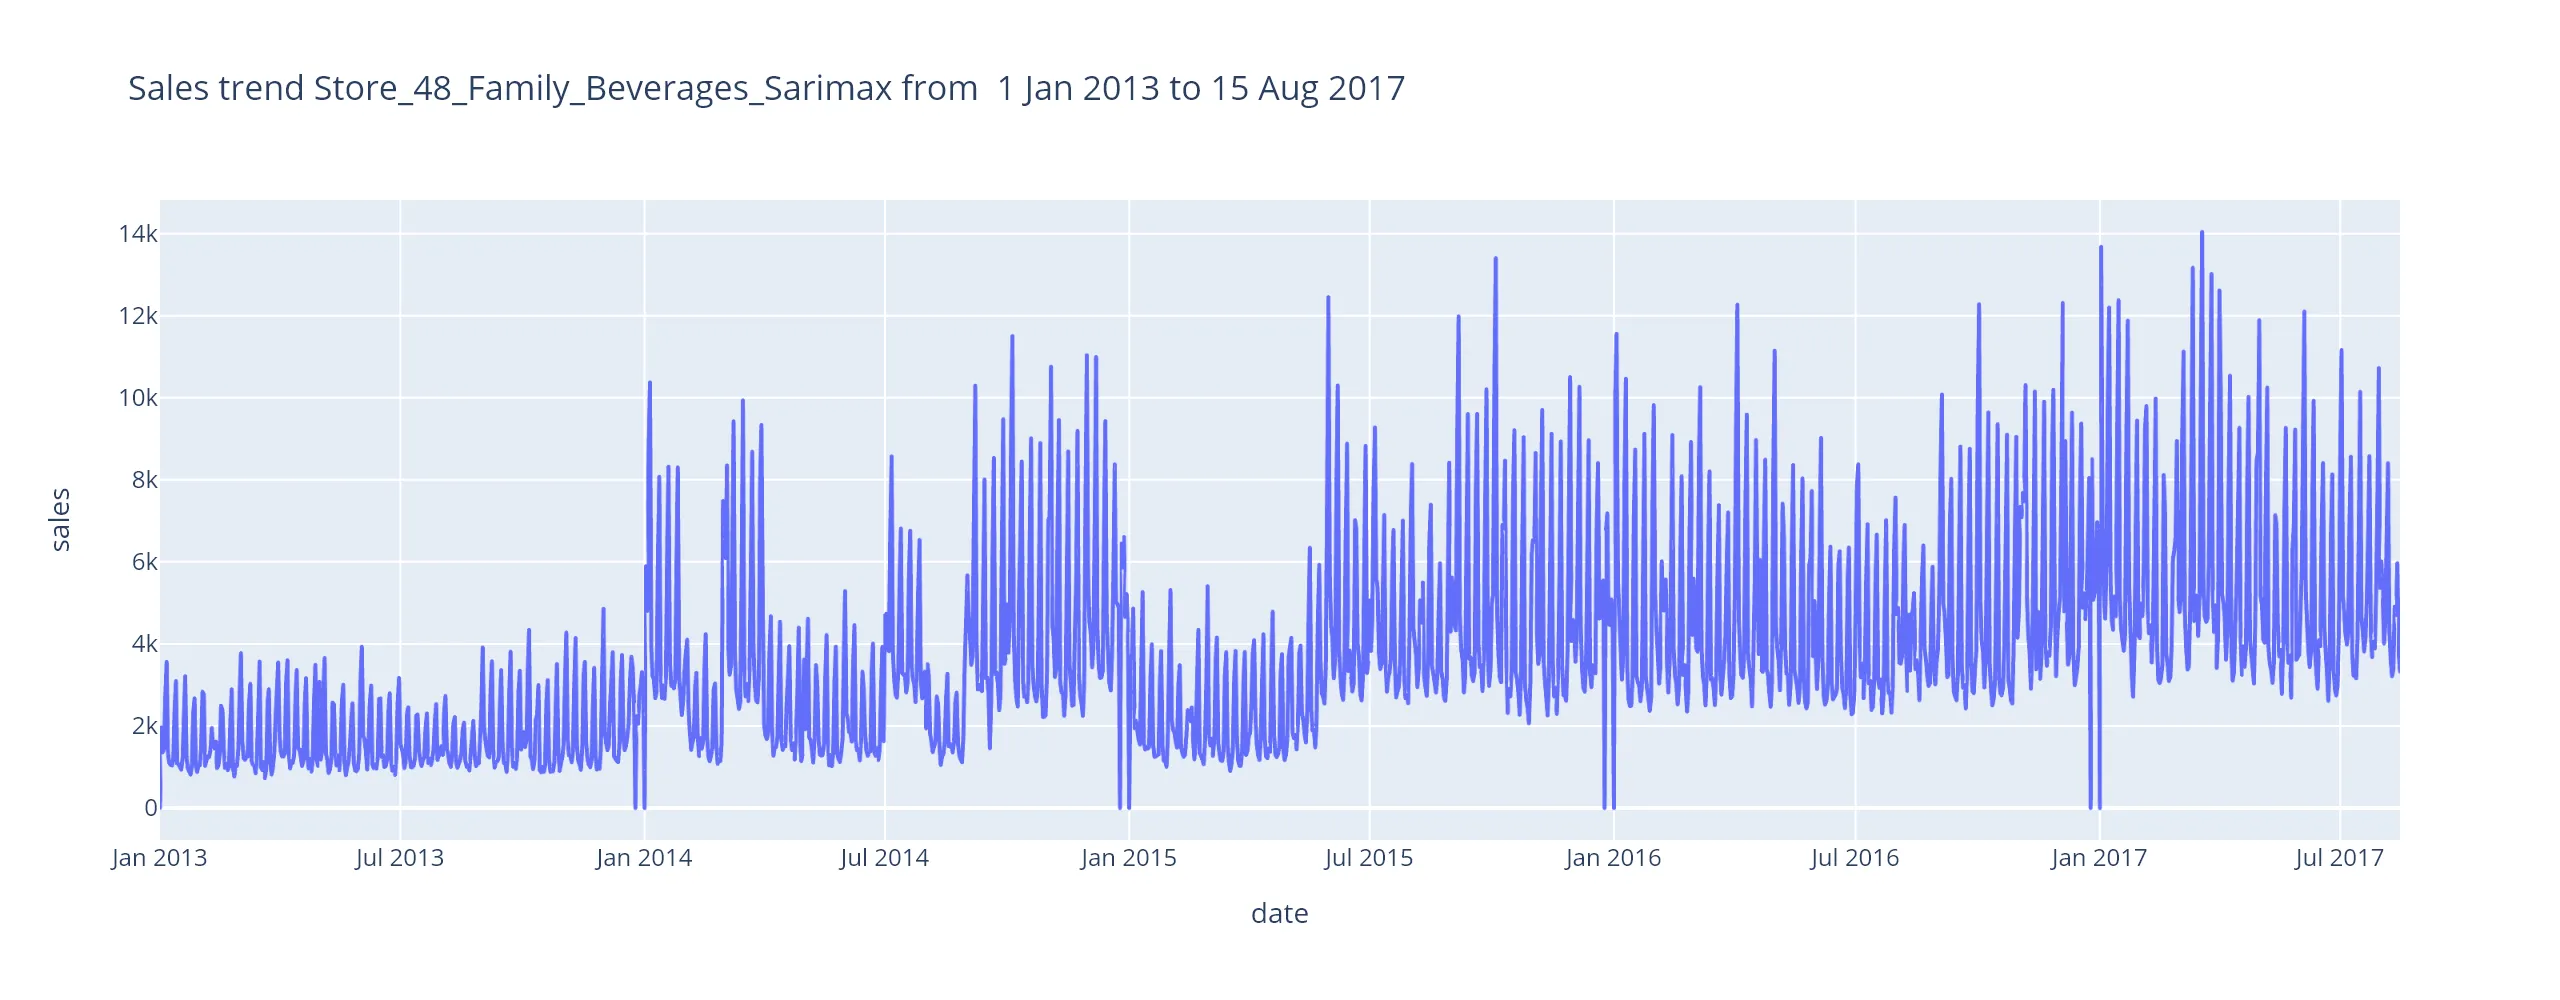 Sales trend Store_48_Family_Beverages_Sarimax from  1 Jan 2013 to 15 Aug 2017
14k
12k
10k
8k
6k
4k
2k
0
sales
Jan 2013 Jul 2013 Jan 2014 Jul 2014 Jan 2015 Jul 2015 Jan 2016 Jul 2016 Jan 2017 Jul 2017
date